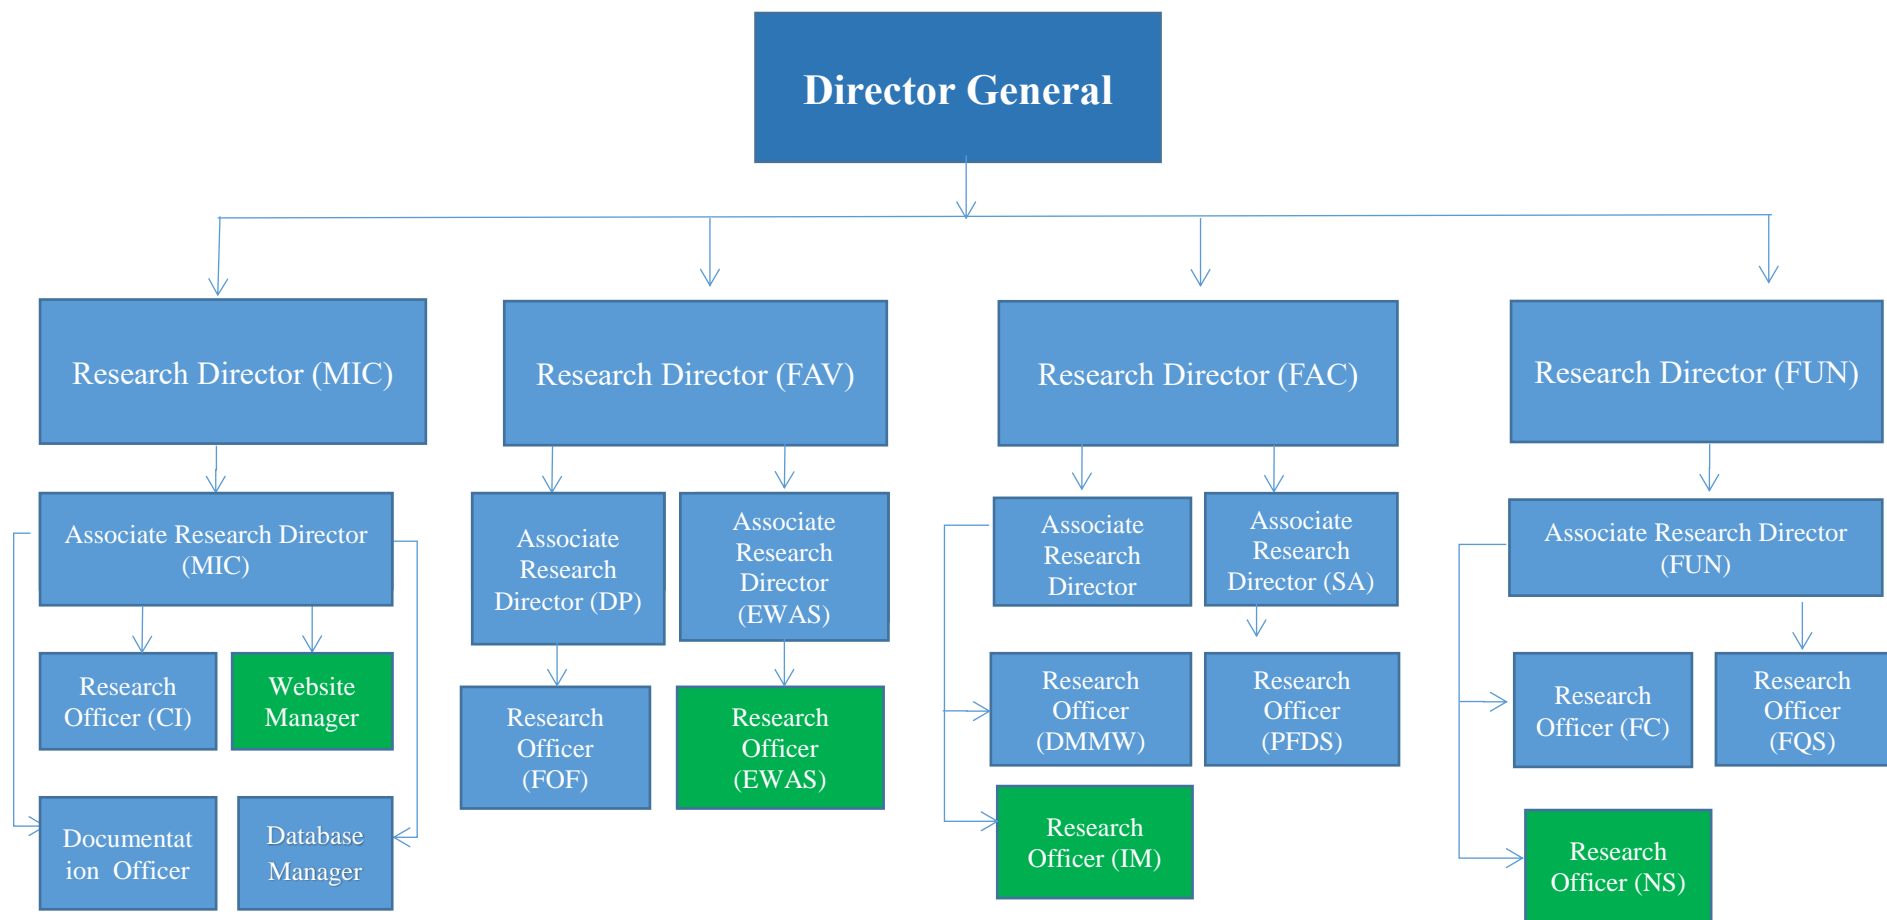 Director General
Research Director (MIC)
Research Director (FAV)
Research Director (FAC)
Research Director (FUN)
Associate Research Director
(MIC)
Associate
Research
Director (DP)
Associate
Research
Director
(EWAS)
Associate
Research
Director
Associate
Research
Director (SA)
Associate Research Director
(FUN)
Research
Officer (CI)
Website
Manager
Research
Officer
(FOF)
Research
Officer
(EWAS)
Research
Officer
(DMMW)
Research
Officer
(PFDS)
Research
Officer (FC)
Research
Officer
(FQS)
Documentat
ion Officer
Database
Manager
Research
Officer (IM)
Research
Officer (NS)